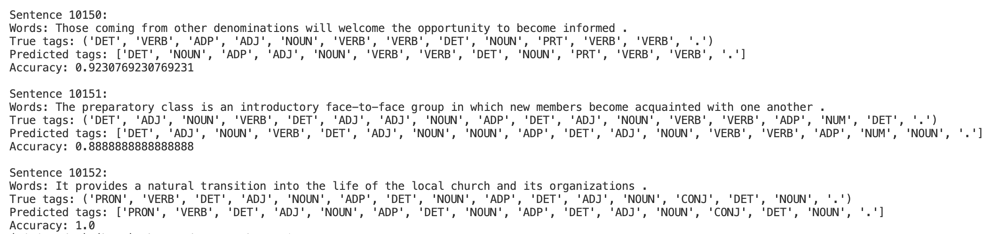 Sentence 10150:
Words: Those coming from other denominations will welcome the opportunity to become informed .
True tags: ('DET', 'VERB', 'ADP', 'ADJ', 'NOUN', 'VERB', 'VERB', 'DET', 'NOUN', 'PRT', 'VERB', 'VERB', '.')
Predicted tags: ['DET', 'NOUN', 'ADP', 'ADJ', 'NOUN', 'VERB', 'VERB', 'DET', 'NOUN', 'PRT', 'VERB', 'VERB', '.']
Accuracy: 0.9230769230769231
Sentence 10151:
Words: The preparatory class is an introductory face-to-face group in which new members become acquainted with one another .
True tags: ('DET', 'ADJ', 'NOUN', 'VERB', 'DET', 'ADJ', 'ADJ', 'NOUN', 'ADP', 'DET', 'ADJ', 'NOUN', 'VERB', 'VERB', 'ADP', 'NUM', 'DET', '.')
Predicted tags: ['DET', 'ADJ', 'NOUN', 'VERB', 'DET', 'ADJ', 'NOUN', 'NOUN', 'ADP', 'DET', 'ADJ', 'NOUN', 'VERB', 'VERB', 'ADP', 'NUM', 'NOUN', '.']
Accuracy: 0.8888888888888888
Sentence 10152:
Words: It provides a natural transition into the life of the local church and its organizations .
True tags: ('PRON', 'VERB', 'DET', 'ADJ', 'NOUN', 'ADP', 'DET', 'NOUN', 'ADP', 'DET', 'ADJ', 'NOUN', 'CONJ', 'DET', 'NOUN', '.')
Predicted tags: ['PRON', 'VERB', 'DET', 'ADJ', 'NOUN', 'ADP', 'DET', 'NOUN', 'ADP', 'DET', 'ADJ', 'NOUN', 'CONJ', 'DET', 'NOUN', '.']
Accuracy: 1.0